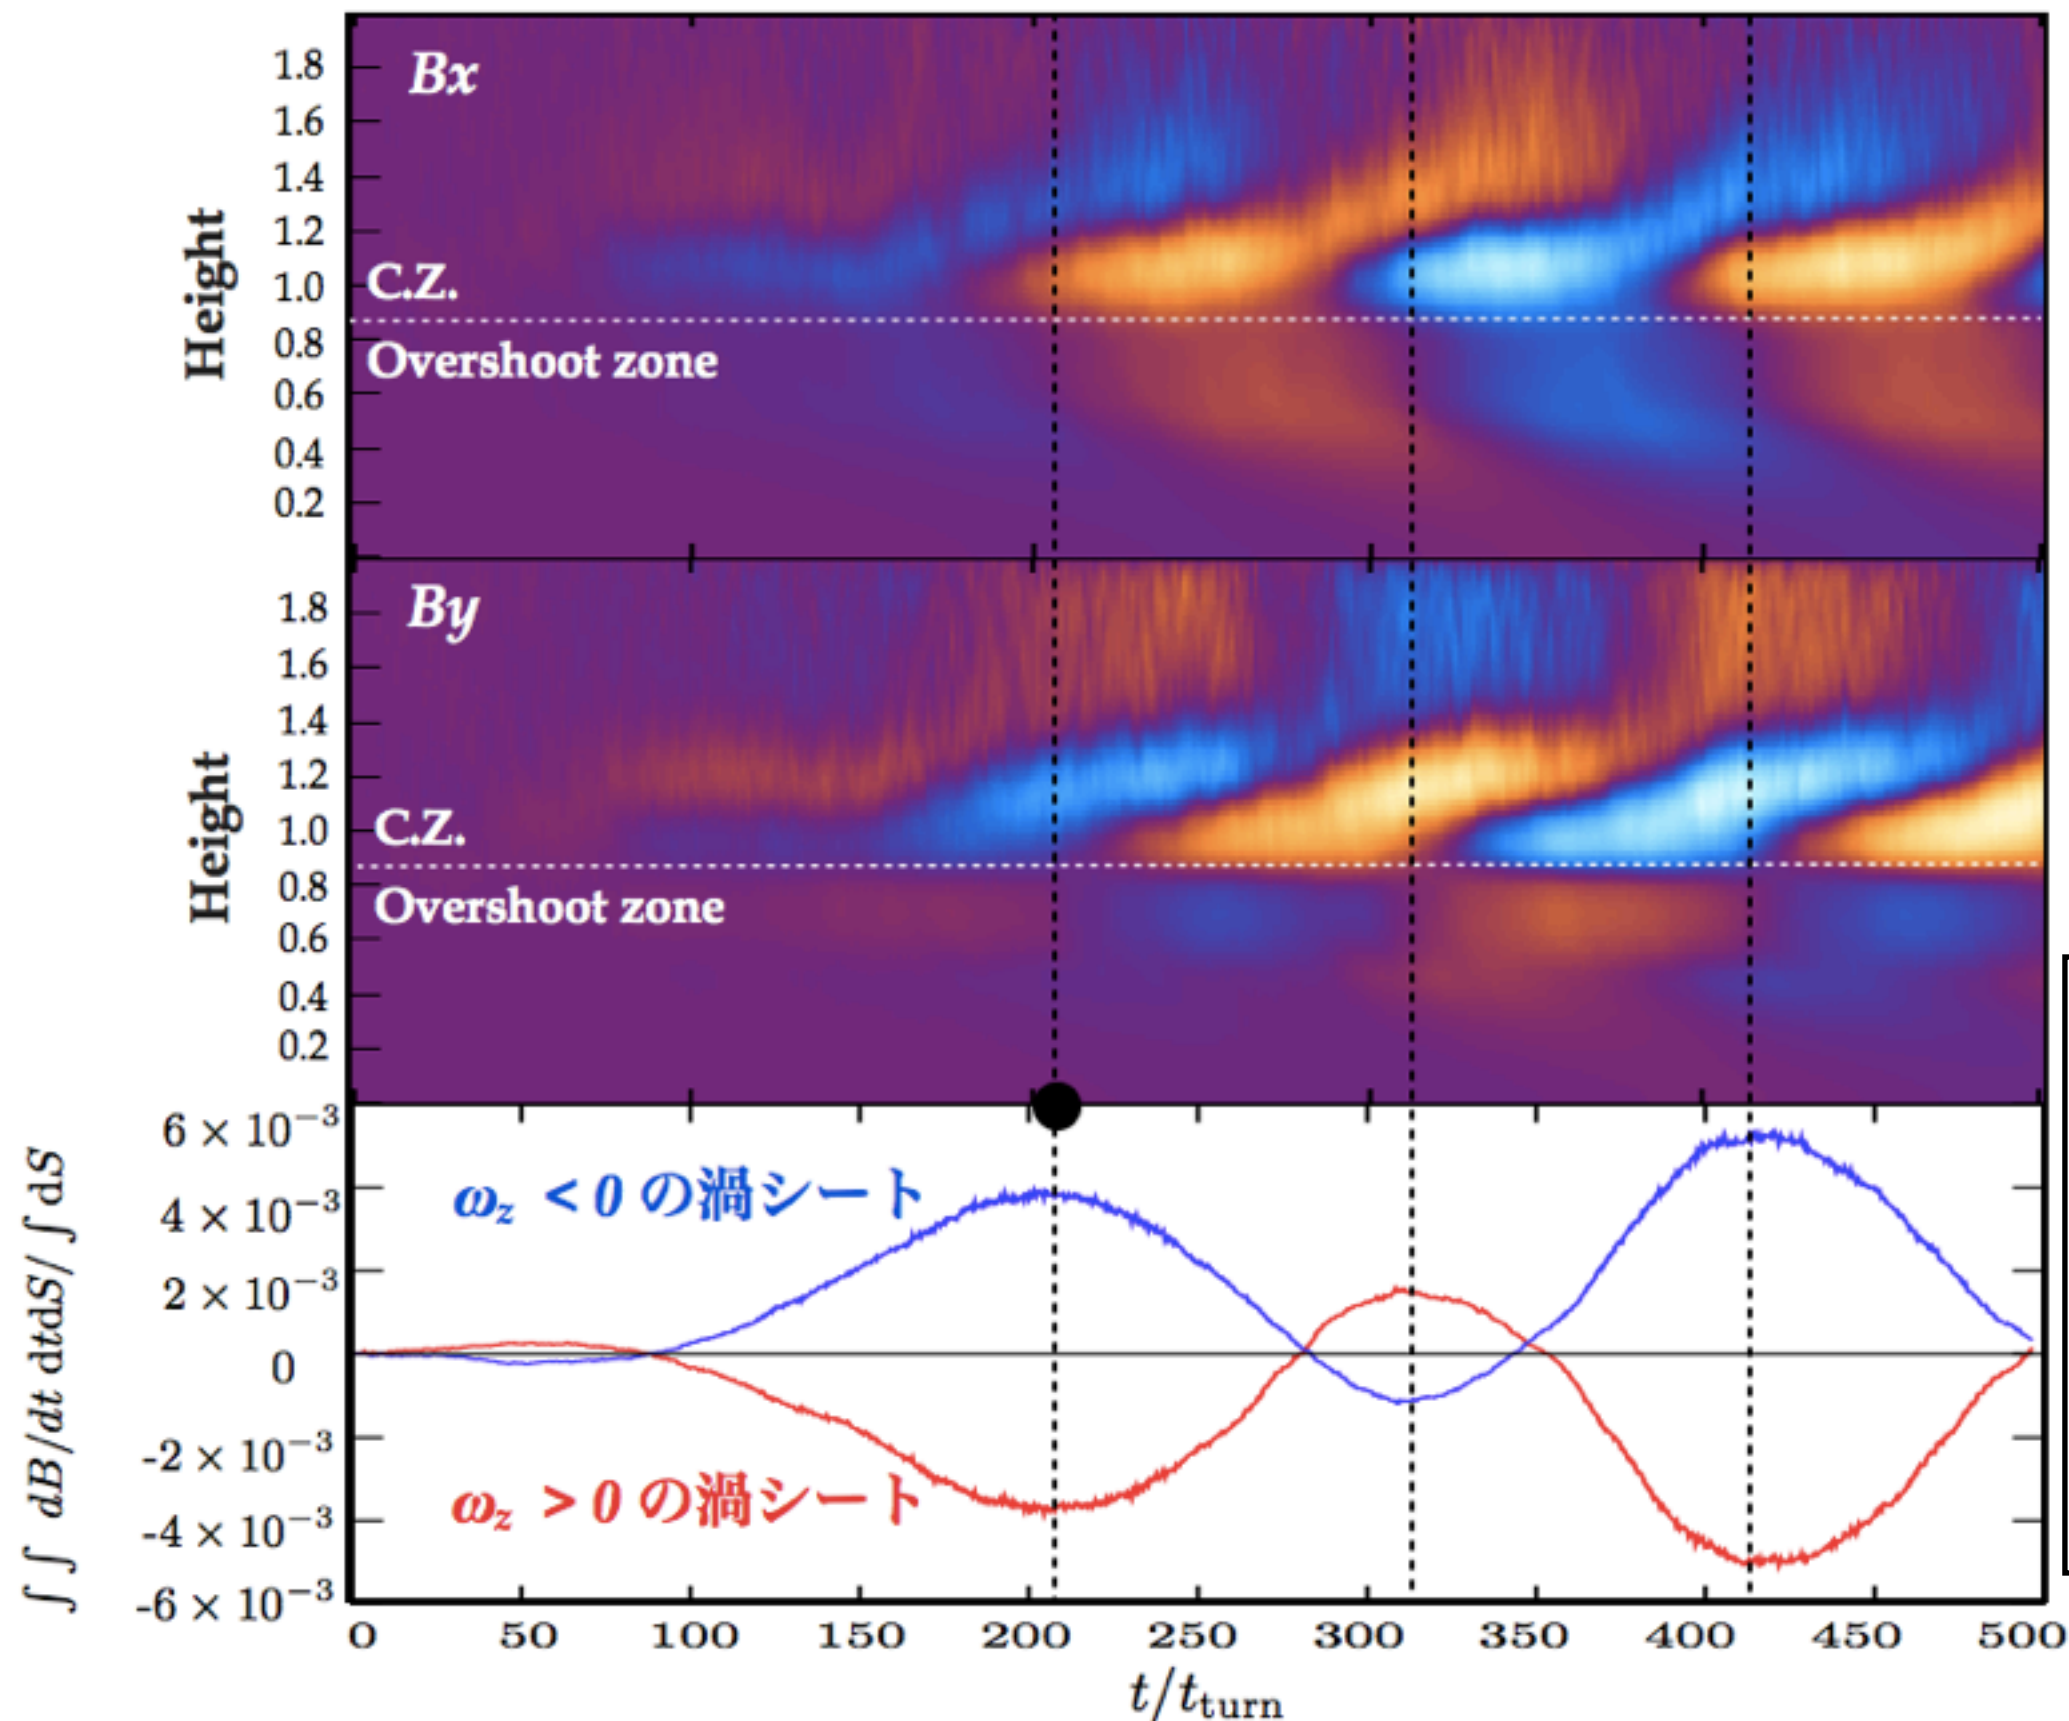 Bx
1.8
1.6
1.4
1.2
1.0
0.8
0.6
0.4
0.2
Height
C.Z.
Overshoot zone
By
1.8
1.6
1.4
1.2
1.0
0.8
0.6
0.4
0.2
Height
C.Z.
Overshoot zone
6 × 10⁻³
4 × 10⁻³
2 × 10⁻³
0
-2 × 10⁻³
-4 × 10⁻³
-6 × 10⁻³
∫ ∫ dB/dt dtdS/ ∫ dS
ω_z < 0 の渦シート
ω_z > 0 の渦シート
0 50 100 150 200 250 300 350 400 450 500
t/t_turn